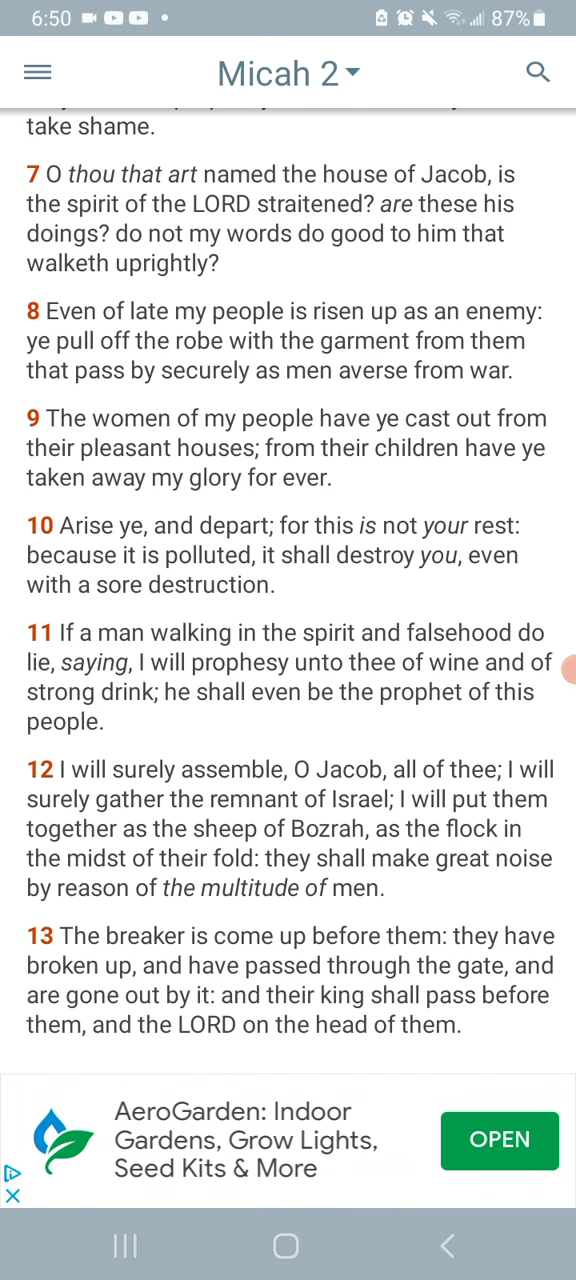 6:50
87%
Micah 2
take shame.
7 O thou that art named the house of Jacob, is
the spirit of the LORD straitened? are these his
doings? do not my words do good to him that
walketh uprightly?
8 Even of late my people is risen up as an enemy:
ye pull off the robe with the garment from them
that pass by securely as men averse from war.
9 The women of my people have ye cast out from
their pleasant houses; from their children have ye
taken away my glory for ever.
10 Arise ye, and depart; for this is not your rest:
because it is polluted, it shall destroy you, even
with a sore destruction.
11 If a man walking in the spirit and falsehood do
lie, saying, I will prophesy unto thee of wine and of
strong drink; he shall even be the prophet of this
people.
12 I will surely assemble, O Jacob, all of thee; I will
surely gather the remnant of Israel; I will put them
together as the sheep of Bozrah, as the flock in
the midst of their fold: they shall make great noise
by reason of the multitude of men.
13 The breaker is come up before them: they have
broken up, and have passed through the gate, and
are gone out by it: and their king shall pass before
them, and the LORD on the head of them.
AeroGarden: Indoor
Gardens, Grow Lights,
Seed Kits & More
OPEN